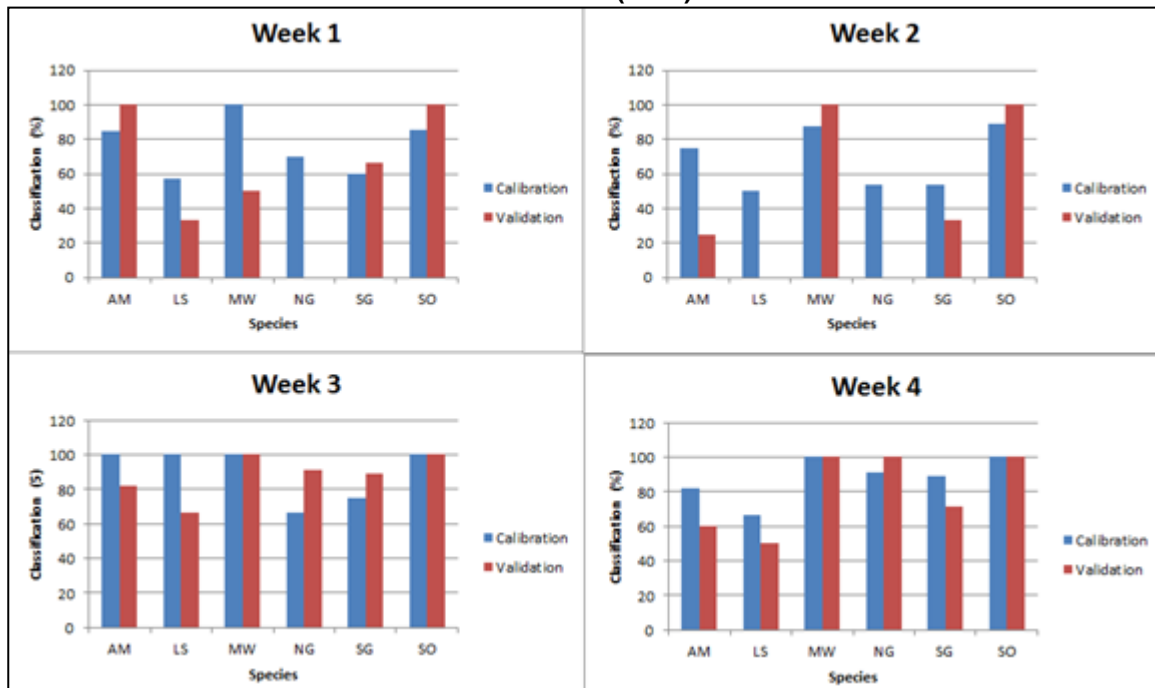 Week 1
120
100
80
60
40
20
0
Classification (%)
AM LS MW NG SG SO
Species
Calibration
Validation
Week 2
120
100
80
60
40
20
0
Classifiaction (%)
AM LS MW NG SG SO
Species
Calibration
Validation
Week 3
120
100
80
60
40
20
0
Classification (5)
AM LS MW NG SG SO
Species
Calibration
Validation
Week 4
120
100
80
60
40
20
0
Classification (%)
AM LS MW NG SG SO
Species
Calibration
Validation